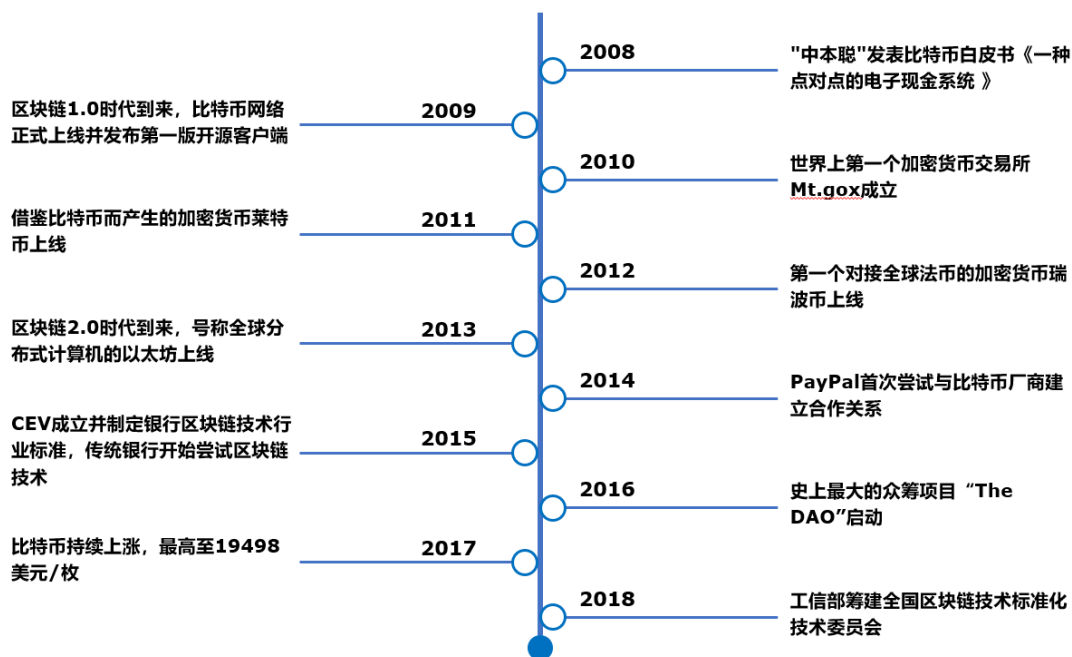 2008
"中本聪"发表比特币白皮书《一种
点对点的电子现金系统 》
2009
区块链1.0时代到来，比特币网络
正式上线并发布第一版开源客户端
2010
世界上第一个加密货币交易所
Mt.gox成立
2011
借鉴比特币而产生的加密货币莱特
币上线
2012
第一个对接全球法币的加密货币瑞
波币上线
2013
区块链2.0时代到来，号称全球分
布式计算机的以太坊上线
2014
PayPal首次尝试与比特币厂商建
立合作关系
2015
CEV成立并制定银行区块链技术行
业标准，传统银行开始尝试区块链
技术
2016
史上最大的众筹项目“The
DAO”启动
2017
比特币持续上涨，最高至19498
美元/枚
2018
工信部筹建全国区块链技术标准化
技术委员会